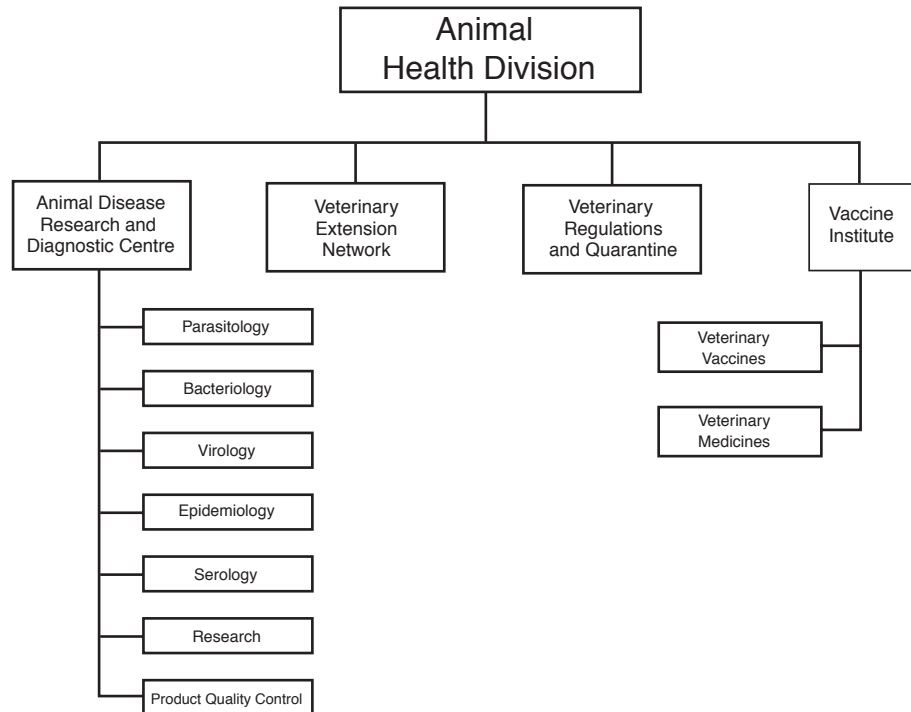 Animal
Health Division
Animal Disease
Research and
Diagnostic Centre
Veterinary
Extension
Network
Veterinary
Regulations
and Quarantine
Vaccine
Institute
Parasitology
Bacteriology
Virology
Epidemiology
Serology
Research
Product Quality Control
Veterinary
Vaccines
Veterinary
Medicines